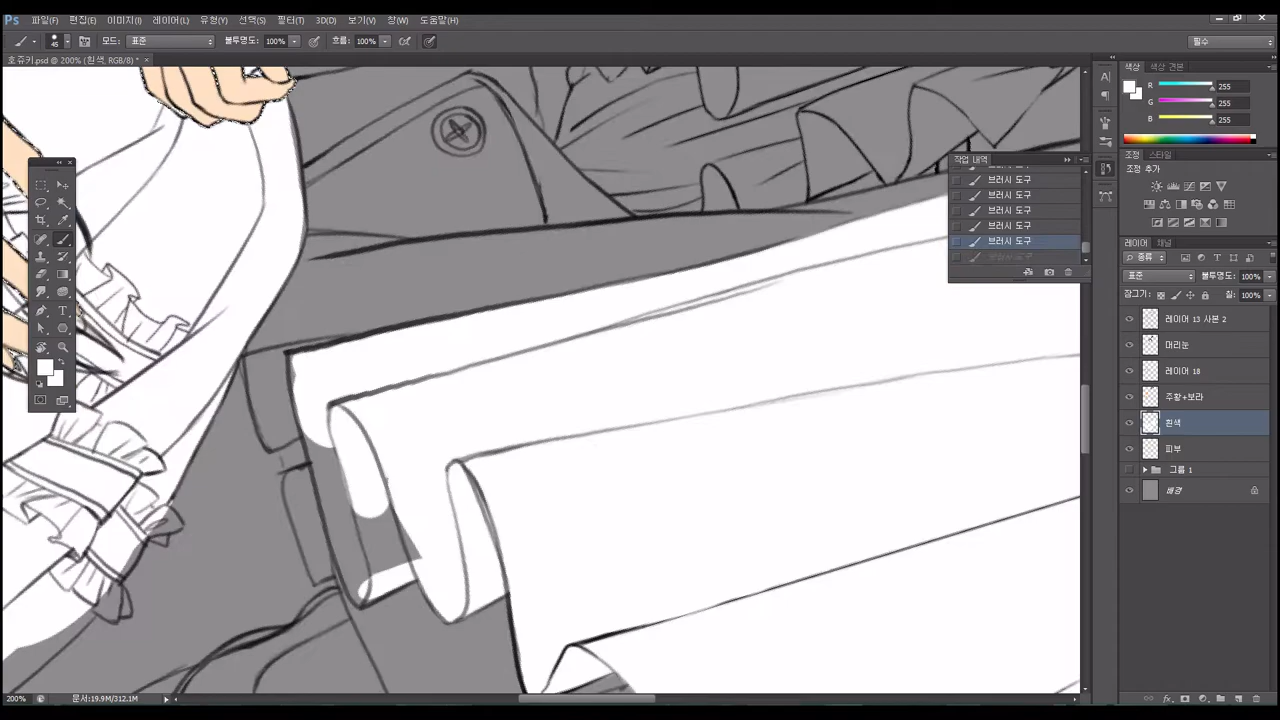 Ps 파일(F) 편집(E) 이미지(I) 레이어(L) 유형(Y) 선택(S) 필터(T) 3D(D) 보기(V) 창(W) 도움말(H)
45 모드: 표준 불투명도: 100% 흐름: 100% 필수
호쥬키.psd @ 200% (흰색, RGB/8) * ×
색상 색상 견본
R 255
G 255
B 255
조정 스타일
조정 추가
작업 내역
브러시 도구
브러시 도구
브러시 도구
브러시 도구
브러시 도구
브러시 도구
레이어 채널
종류
표준 불투명도: 100%
잠그기: 칠: 100%
레이어 13 사본 2
머리눈
레이어 18
주황+보라
흰색
피부
그룹 1
배경
200% 문서:19.9M/312.1M